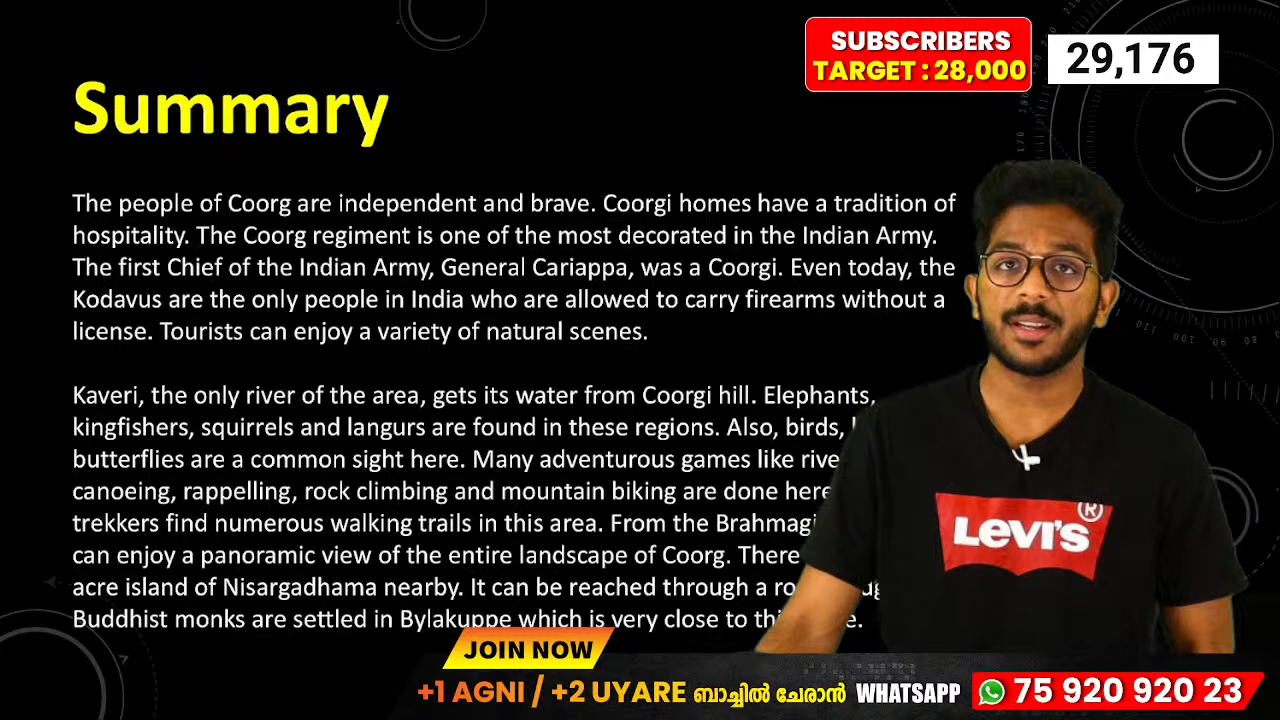 SUBSCRIBERS
TARGET : 28,000
29,176
Summary
The people of Coorg are independent and brave. Coorgi homes have a tradition of
hospitality. The Coorg regiment is one of the most decorated in the Indian Army.
The first Chief of the Indian Army, General Cariappa, was a Coorgi. Even today, the
Kodavus are the only people in India who are allowed to carry firearms without a
license. Tourists can enjoy a variety of natural scenes.
Kaveri, the only river of the area, gets its water from Coorgi hill. Elephants,
kingfishers, squirrels and langurs are found in these regions. Also, birds,
butterflies are a common sight here. Many adventurous games like
canoeing, rappelling, rock climbing and mountain biking are done here
trekkers find numerous walking trails in this area. From the
can enjoy a panoramic view of the entire landscape of Coorg. There
acre island of Nisargadhama nearby. It can be reached through a
Buddhist monks are settled in Bylakuppe which is very close to
LEVI'S ®
JOIN NOW
+1 AGNI / +2 UYARE ബാച്ചിൽ ചേരാൻ WHATSAPP 75 920 920 23